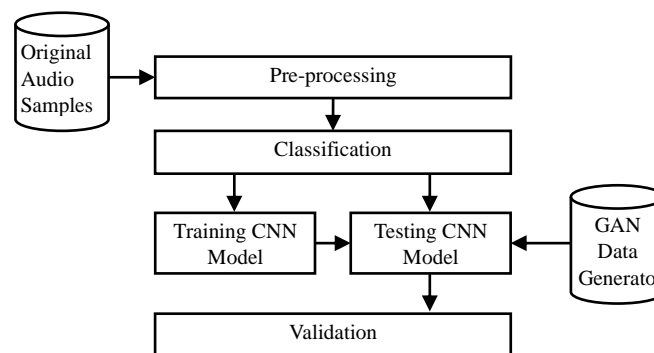 Original
Audio
Samples
Pre-processing
Classification
Training CNN
Model
Testing CNN
Model
GAN
Data
Generato
Validation